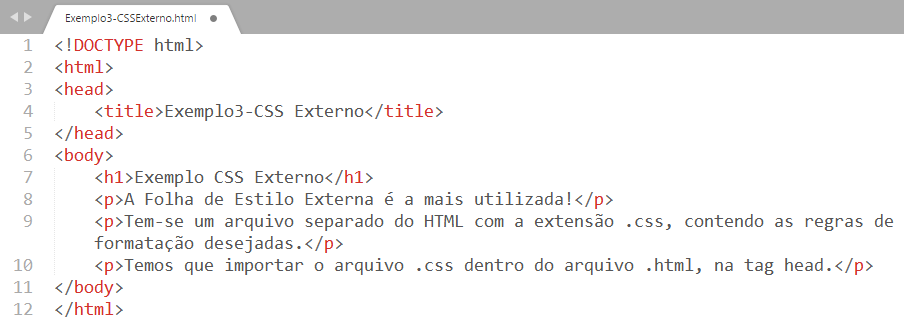 Exemplo3-CSSExterno.html
1 <!DOCTYPE html>
2 <html>
3 <head>
4 <title>Exemplo3-CSS Externo</title>
5 </head>
6 <body>
7 <h1>Exemplo CSS Externo</h1>
8 <p>A Folha de Estilo Externa é a mais utilizada!</p>
9 <p>Tem-se um arquivo separado do HTML com a extensão .css, contendo as regras de
formatação desejadas.</p>
10 <p>Temos que importar o arquivo .css dentro do arquivo .html, na tag head.</p>
11 </body>
12 </html>